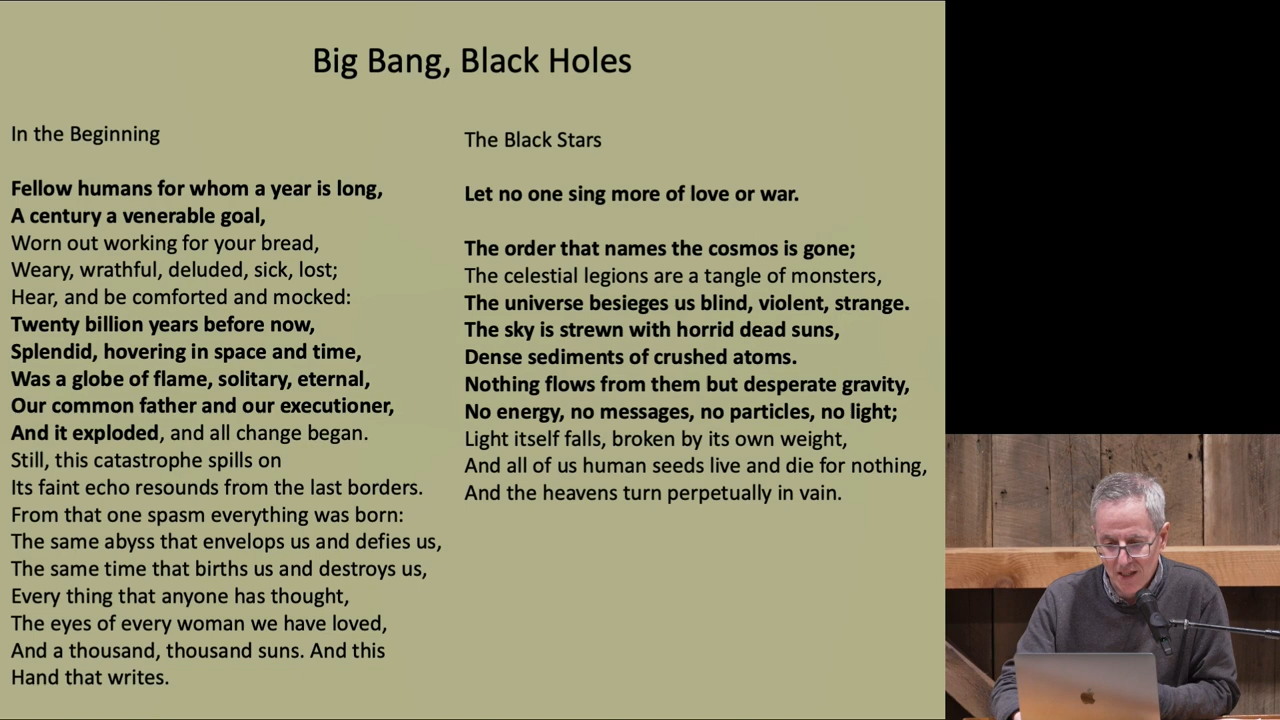 Big Bang, Black Holes
In the Beginning
Fellow humans for whom a year is long,
A century a venerable goal,
Worn out working for your bread,
Weary, wrathful, deluded, sick, lost;
Hear, and be comforted and mocked:
Twenty billion years before now,
Splendid, hovering in space and time,
Was a globe of flame, solitary, eternal,
Our common father and our executioner,
And it exploded, and all change began.
Still, this catastrophe spills on
Its faint echo resounds from the last borders.
From that one spasm everything was born:
The same abyss that envelops us and defies us,
The same time that births us and destroys us,
Every thing that anyone has thought,
The eyes of every woman we have loved,
And a thousand, thousand suns. And this
Hand that writes.
The Black Stars
Let no one sing more of love or war.
The order that names the cosmos is gone;
The celestial legions are a tangle of monsters,
The universe besieges us blind, violent, strange.
The sky is strewn with horrid dead suns,
Dense sediments of crushed atoms.
Nothing flows from them but desperate gravity,
No energy, no messages, no particles, no light;
Light itself falls, broken by its own weight,
And all of us human seeds live and die for nothing,
And the heavens turn perpetually in vain.